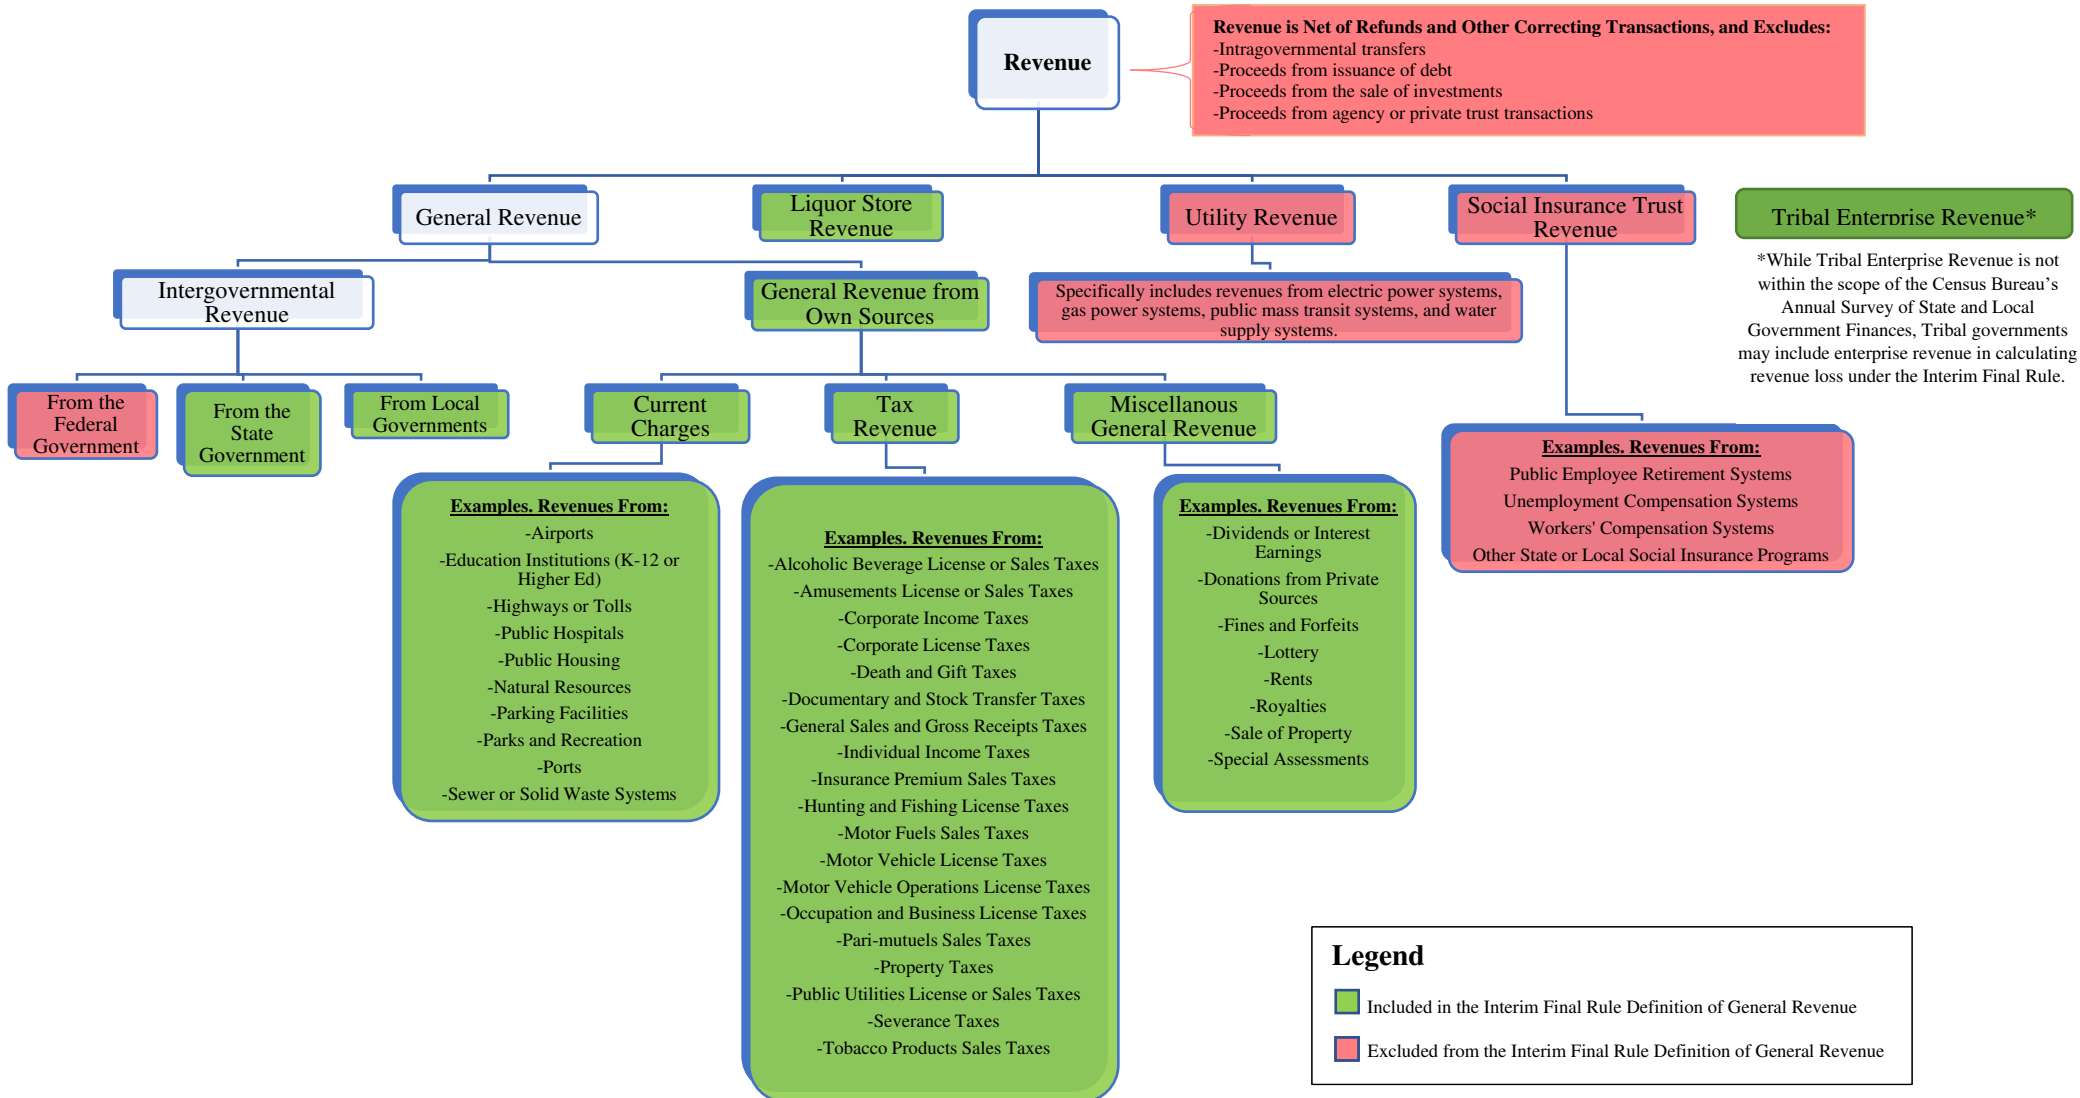 Revenue
Revenue is Net of Refunds and Other Correcting Transactions, and Excludes:
-Intragovernmental transfers
-Proceeds from issuance of debt
-Proceeds from the sale of investments
-Proceeds from agency or private trust transactions
General Revenue
Liquor Store
Revenue
Utility Revenue
Social Insurance Trust
Revenue
Tribal Enterprise Revenue*
*While Tribal Enterprise Revenue is not
within the scope of the Census Bureau’s
Annual Survey of State and Local
Government Finances, Tribal governments
may include enterprise revenue in calculating
revenue loss under the Interim Final Rule.
Intergovernmental
Revenue
General Revenue from
Own Sources
Specifically includes revenues from electric power systems,
gas power systems, public mass transit systems, and water
supply systems.
From the
Federal
Government
From the
State
Government
From Local
Governments
Current
Charges
Tax
Revenue
Miscellanous
General Revenue
Examples. Revenues From:
-Airports
-Education Institutions (K-12 or
Higher Ed)
-Highways or Tolls
-Public Hospitals
-Public Housing
-Natural Resources
-Parking Facilities
-Parks and Recreation
-Ports
-Sewer or Solid Waste Systems
Examples. Revenues From:
-Alcoholic Beverage License or Sales Taxes
-Amusements License or Sales Taxes
-Corporate Income Taxes
-Corporate License Taxes
-Death and Gift Taxes
-Documentary and Stock Transfer Taxes
-General Sales and Gross Receipts Taxes
-Individual Income Taxes
-Insurance Premium Sales Taxes
-Hunting and Fishing License Taxes
-Motor Fuels Sales Taxes
-Motor Vehicle License Taxes
-Motor Vehicle Operations License Taxes
-Occupation and Business License Taxes
-Pari-mutuels Sales Taxes
-Property Taxes
-Public Utilities License or Sales Taxes
-Severance Taxes
-Tobacco Products Sales Taxes
Examples. Revenues From:
-Dividends or Interest
Earnings
-Donations from Private
Sources
-Fines and Forfeits
-Lottery
-Rents
-Royalties
-Sale of Property
-Special Assessments
Examples. Revenues From:
Public Employee Retirement Systems
Unemployment Compensation Systems
Workers' Compensation Systems
Other State or Local Social Insurance Programs
Legend
Included in the Interim Final Rule Definition of General Revenue
Excluded from the Interim Final Rule Definition of General Revenue